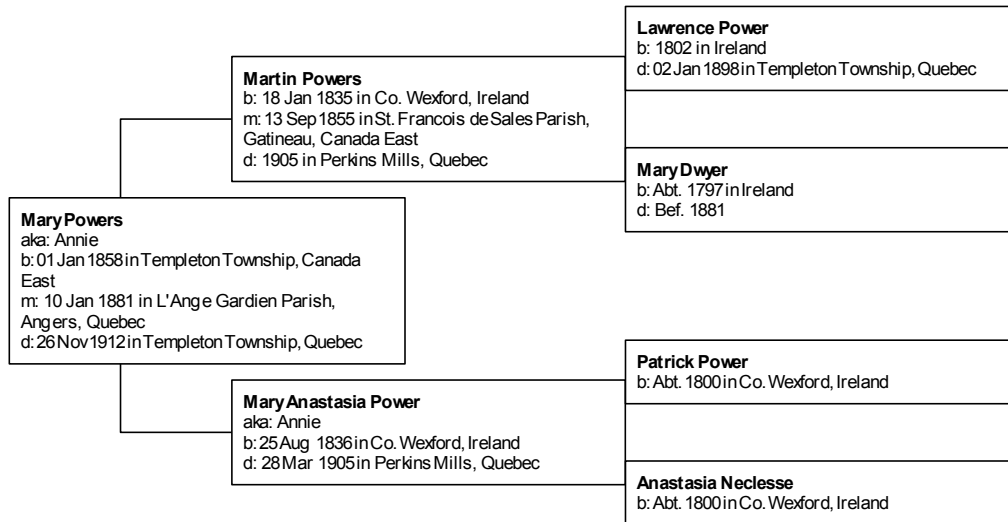 Lawrence Power
b: 1802 in Ireland
d: 02 Jan 1898 in Templeton Township, Quebec
Martin Powers
b: 18 Jan 1835 in Co. Wexford, Ireland
m: 13 Sep 1855 in St. Francois de Sales Parish,
Gatineau, Canada East
d: 1905 in Perkins Mills, Quebec
Mary Dwyer
b: Abt. 1797 in Ireland
d: Bef. 1881
Mary Powers
aka: Annie
b: 01 Jan 1858 in Templeton Township, Canada
East
m: 10 Jan 1881 in L'Ange Gardien Parish,
Angers, Quebec
d: 26 Nov 1912 in Templeton Township, Quebec
Patrick Power
b: Abt. 1800 in Co. Wexford, Ireland
Mary Anastasia Power
aka: Annie
b: 25 Aug 1836 in Co. Wexford, Ireland
d: 28 Mar 1905 in Perkins Mills, Quebec
Anastasia Neclesse
b: Abt. 1800 in Co. Wexford, Ireland